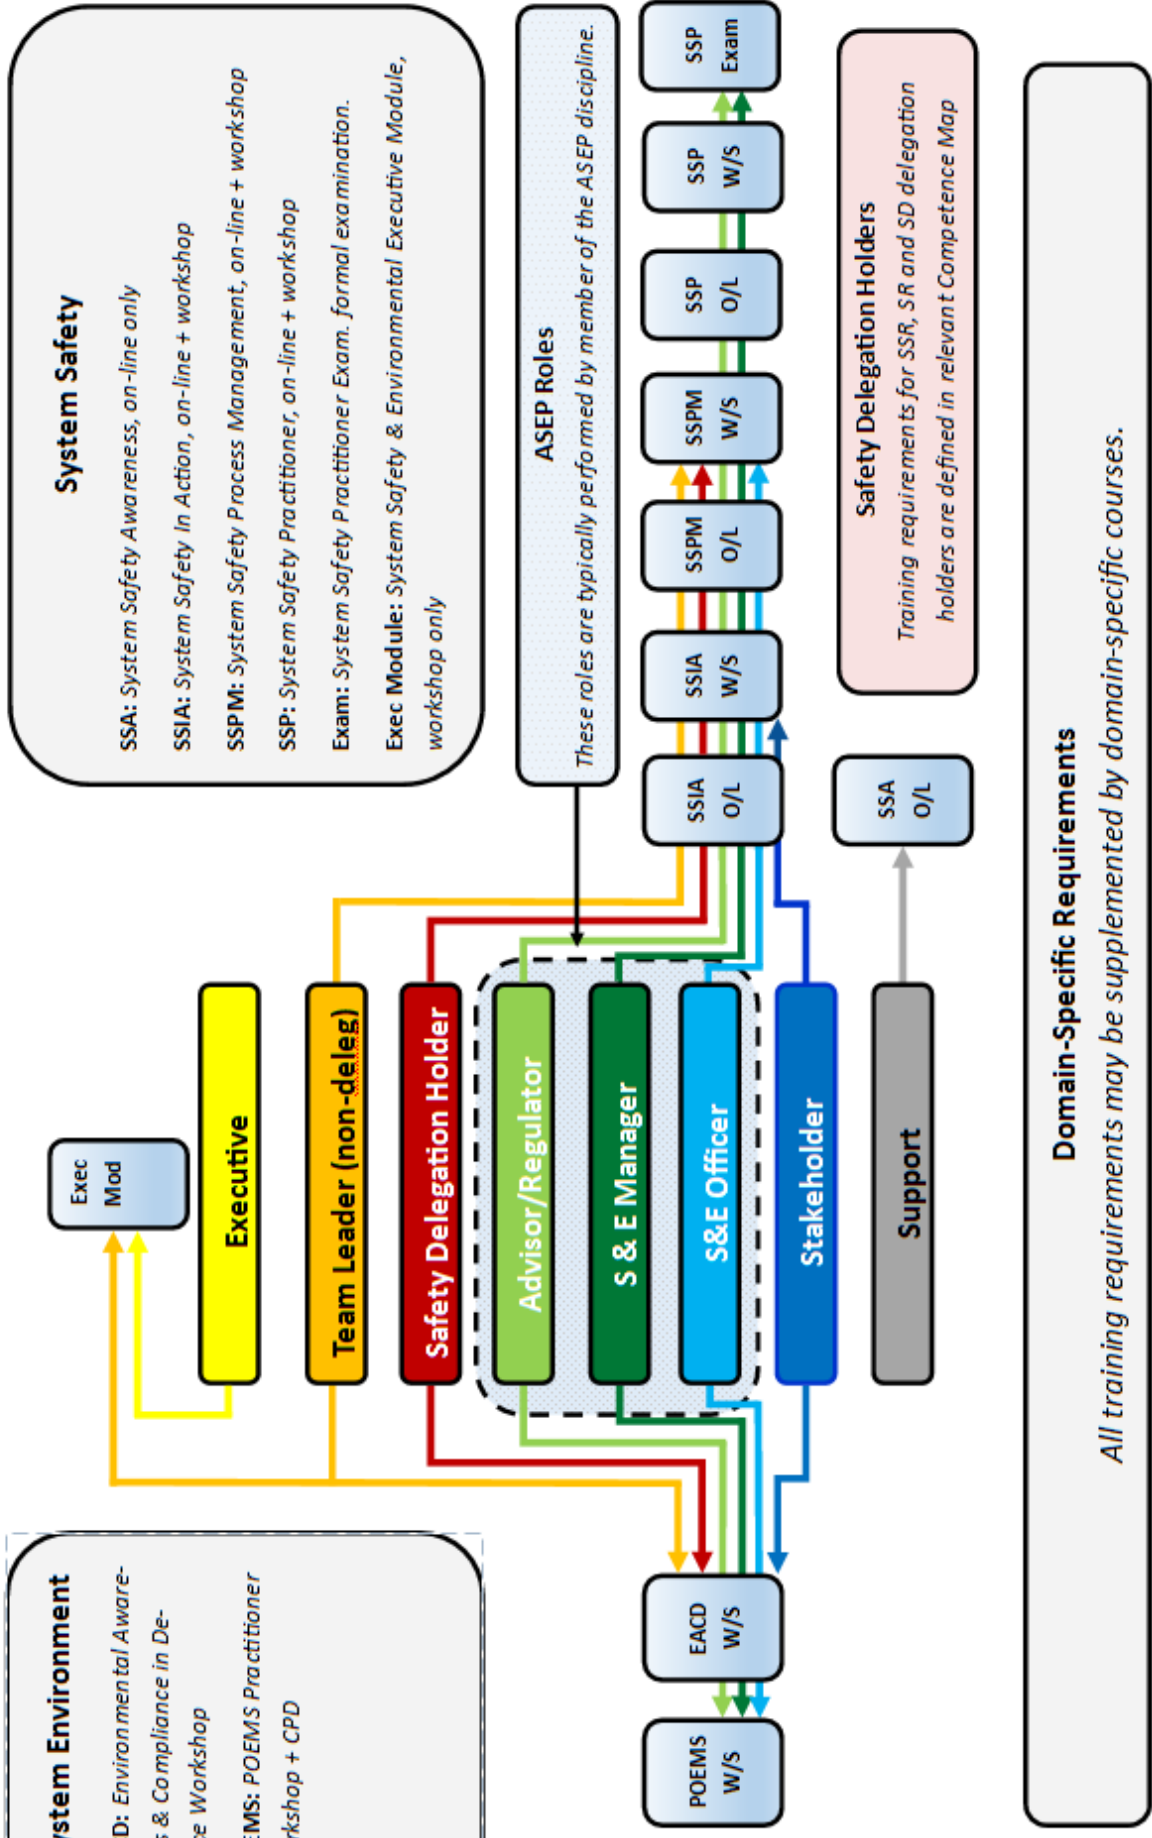 System Safety
SSA: System Safety Awareness, on-line only
SSIA: System Safety In Action, on-line + workshop
SSPM: System Safety Process Management, on-line + workshop
SSP: System Safety Practitioner, on-line + workshop
Exam: System Safety Practitioner Exam. formal examination.
Exec Module: System Safety & Environmental Executive Module,
workshop only
ystem Environment
D: Environmental Aware-
s & Compliance in De-
ce Workshop
EMS: POEMS Practitioner
rkshop + CPD
Exec
Mod
Executive
Team Leader (non-deleg)
Safety Delegation Holder
Advisor/Regulator
S & E Manager
S&E Officer
Stakeholder
Support
ASEP Roles
These roles are typically performed by member of the ASEP discipline.
POEMS
W/S
EACD
W/S
SSIA
O/L
SSIA
W/S
SSPM
O/L
SSPM
W/S
SSP
O/L
SSP
W/S
SSP
Exam
SSA
O/L
Safety Delegation Holders
Training requirements for SSR, SR and SD delegation
holders are defined in relevant Competence Map
Domain-Specific Requirements
All training requirements may be supplemented by domain-specific courses.